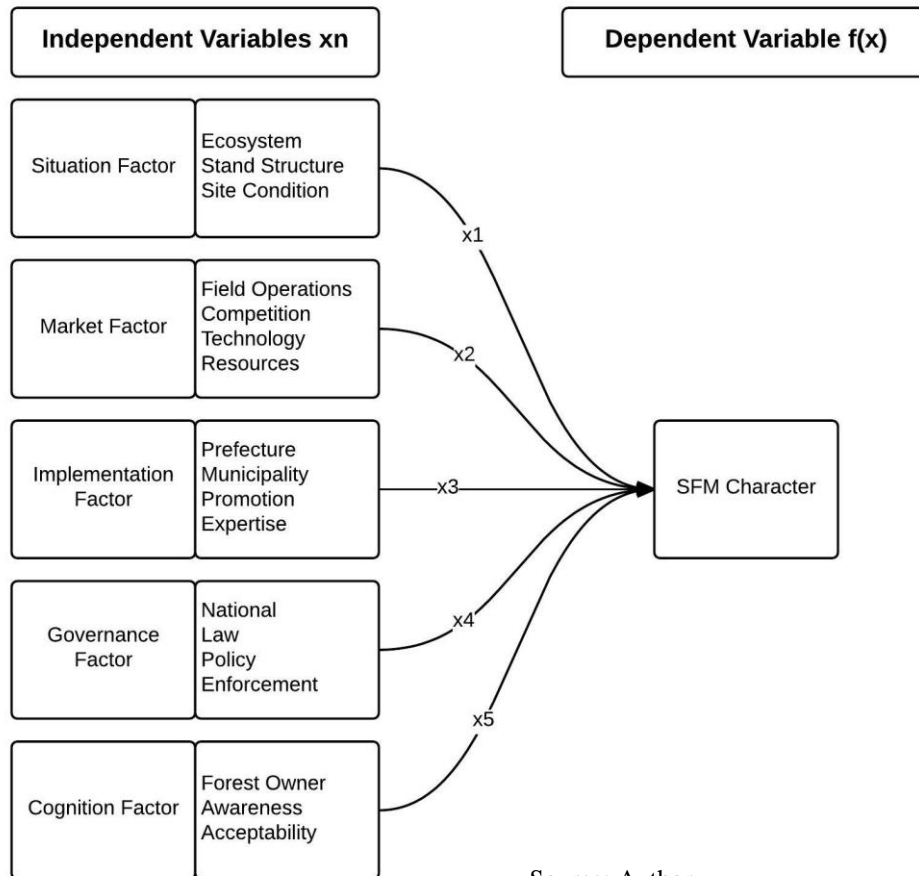 Independent Variables xn
Dependent Variable f(x)
Situation Factor
Ecosystem
Stand Structure
Site Condition
x1
Market Factor
Field Operations
Competition
Technology
Resources
x2
Implementation
Factor
Prefecture
Municipality
Promotion
Expertise
x3
SFM Character
Governance
Factor
National
Law
Policy
Enforcement
x4
Cognition Factor
Forest Owner
Awareness
Acceptability
x5